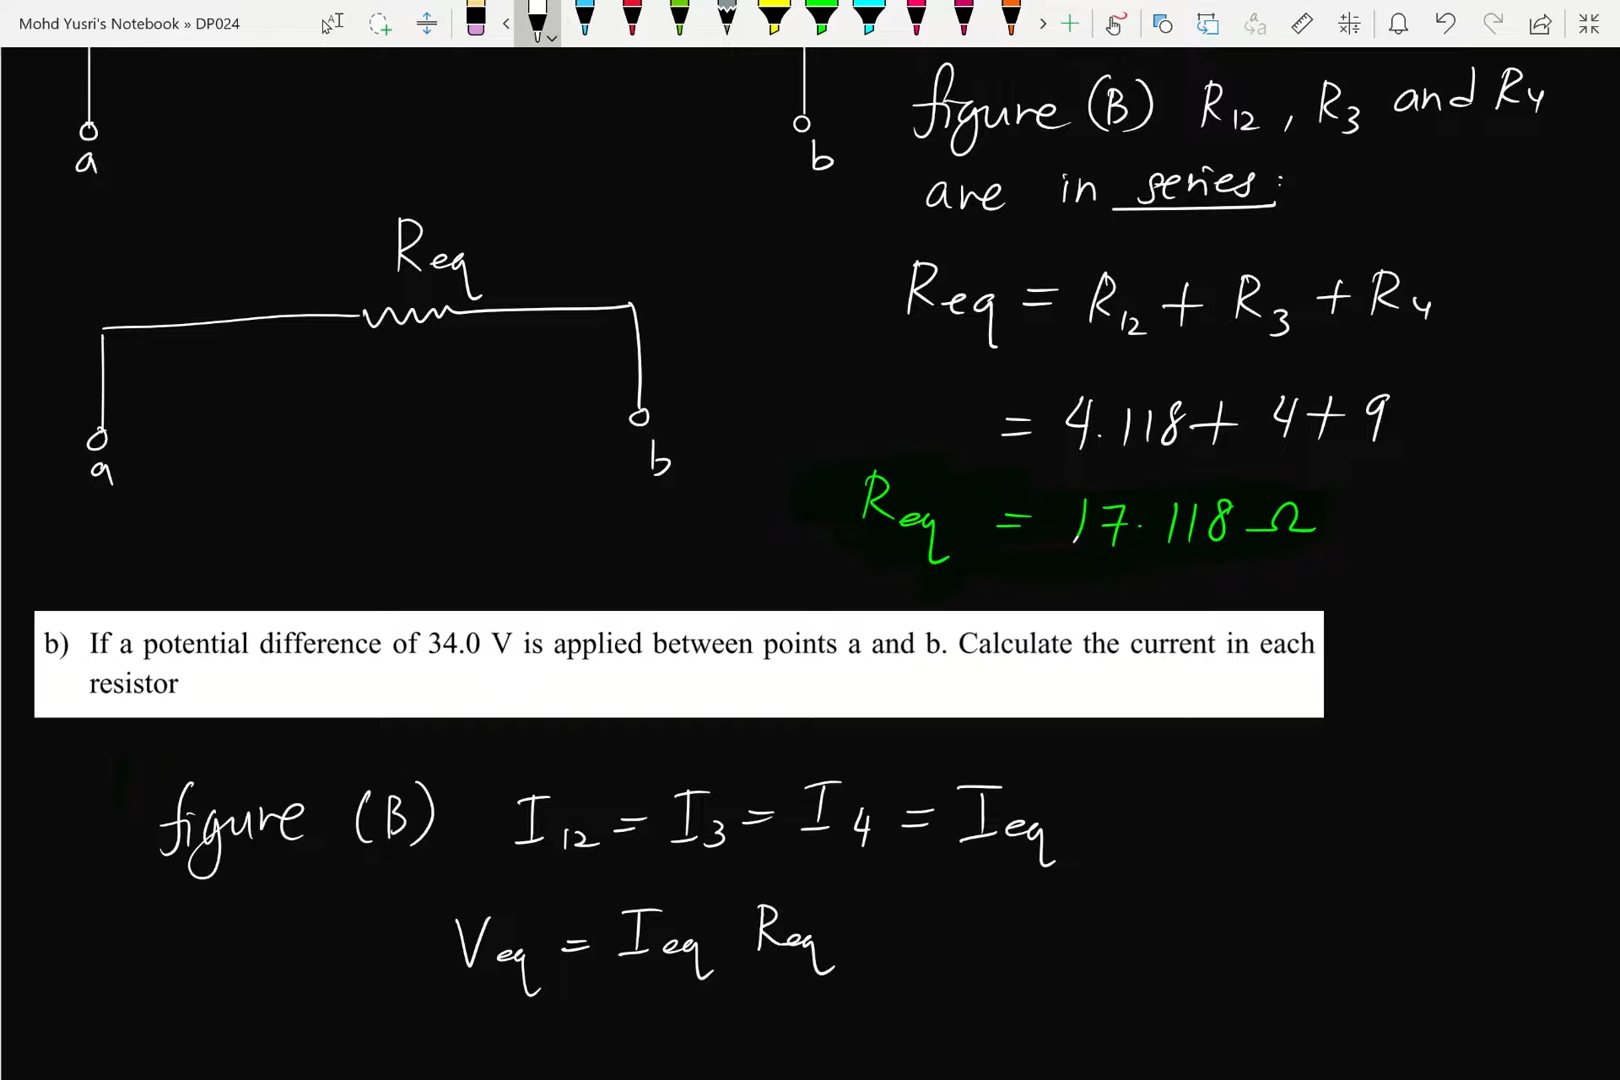 Mohd Yusri's Notebook » DP024
a
b
figure (B) R12, R3 and R4
are in series:
Req
Req = R12 + R3 + R4
= 4.118 + 4 + 9
a
b
Req = 17.118 Ω
b) If a potential difference of 34.0 V is applied between points a and b. Calculate the current in each
resistor
figure (B) I12 = I3 = I4 = Ieq
Veq = Ieq Req